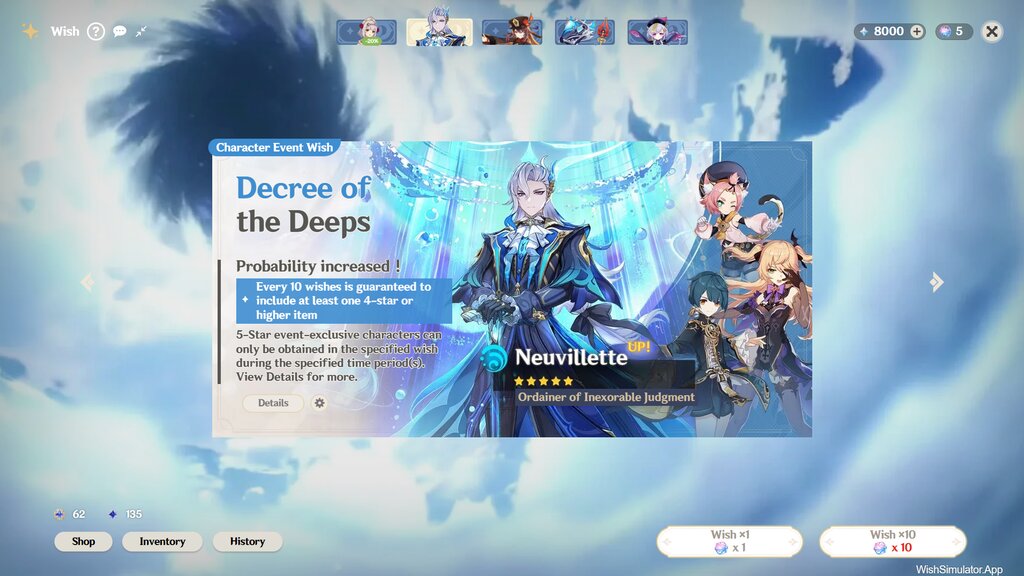 Wish
?
-20%
8000
5
Character Event Wish
Decree of
the Deeps
Probability increased !
Every 10 wishes is guaranteed to
include at least one 4-star or
higher item
5-Star event-exclusive characters can
only be obtained in the specified wish
during the specified time period(s).
View Details for more.
Details
UP!
Neuvillette
Ordainer of Inexorable Judgment
62
135
Shop
Inventory
History
Wish ×1
x 1
Wish ×10
x 10
WishSimulator.App